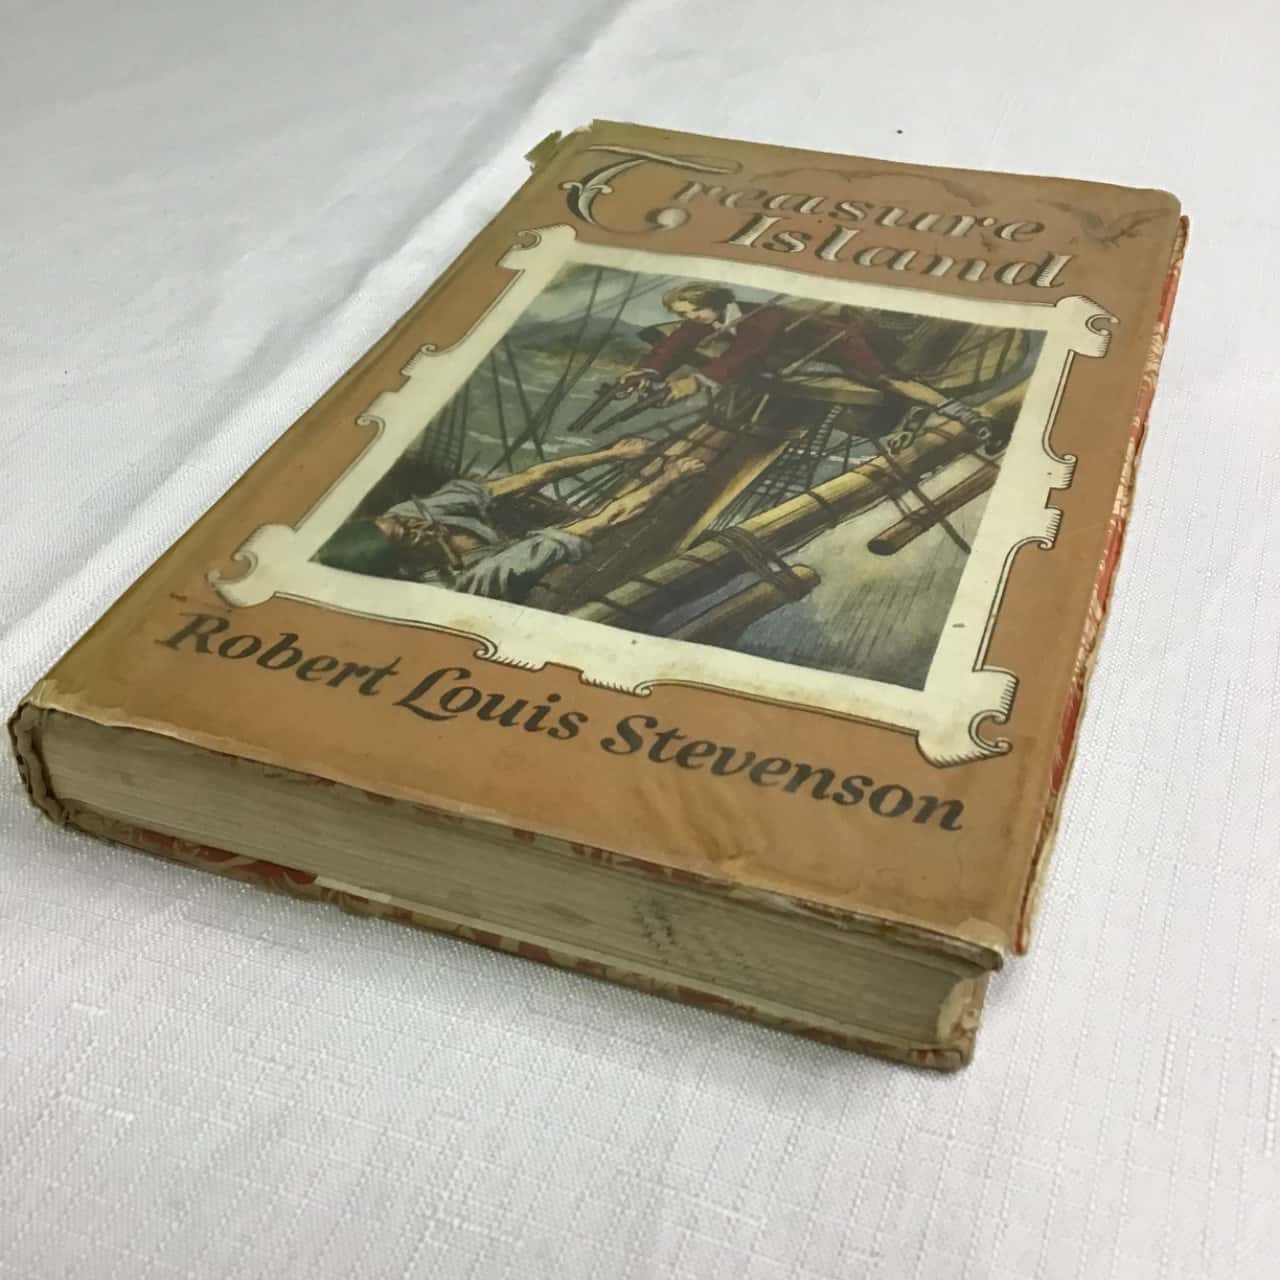 Treasure
Island
Robert Louis Stevenson